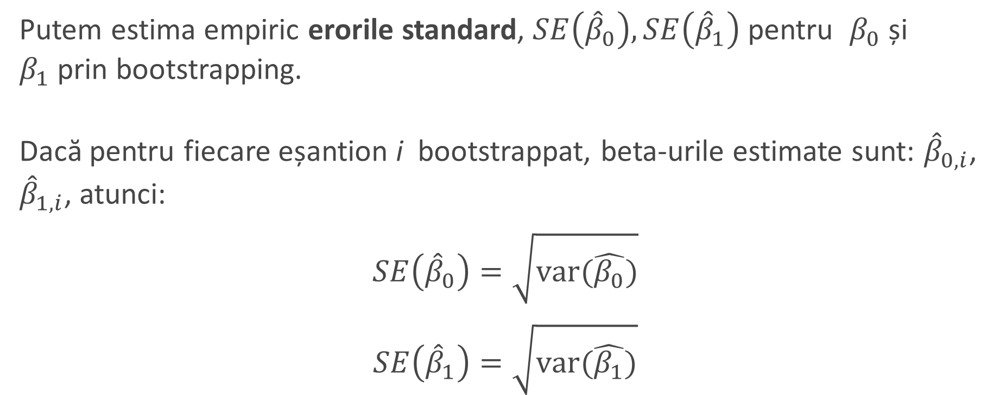 Putem estima empiric erorile standard, $SE(\hat{\beta}_0), SE(\hat{\beta}_1)$ pentru $\beta_0$ și
$\beta_1$ prin bootstrapping.
Dacă pentru fiecare eșantion i bootstrappat, beta-urile estimate sunt: $\hat{\beta}_{0,i}$,
$\hat{\beta}_{1,i}$, atunci:
$SE(\hat{\beta}_0) = \sqrt{\text{var}(\widehat{\beta_0})}$
$SE(\hat{\beta}_1) = \sqrt{\text{var}(\widehat{\beta_1})}$